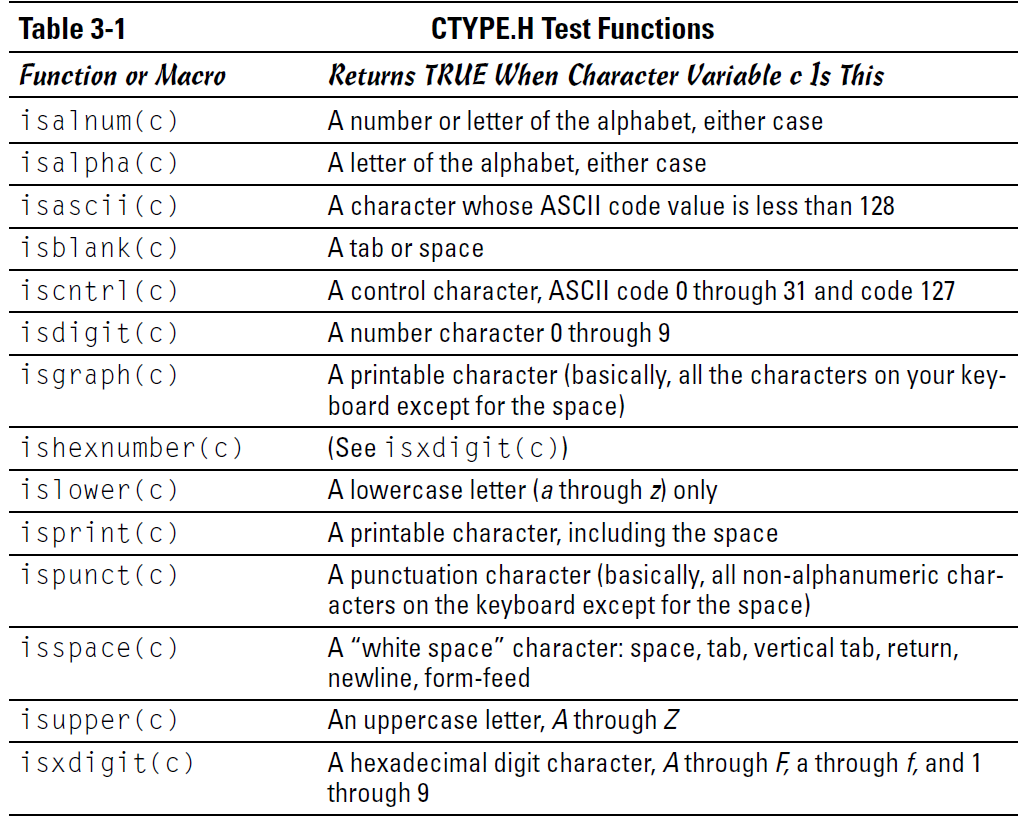 Table 3-1 CTYPE.H Test Functions
Function or Macro Returns TRUE When Character Variable c Is This
isalnum(c) A number or letter of the alphabet, either case
isalpha(c) A letter of the alphabet, either case
isascii(c) A character whose ASCII code value is less than 128
isblank(c) A tab or space
iscntrl(c) A control character, ASCII code 0 through 31 and code 127
isdigit(c) A number character 0 through 9
isgraph(c) A printable character (basically, all the characters on your key-
board except for the space)
ishexnumber(c) (See isxdigit(c))
islower(c) A lowercase letter (a through z) only
isprint(c) A printable character, including the space
ispunct(c) A punctuation character (basically, all non-alphanumeric char-
acters on the keyboard except for the space)
isspace(c) A “white space” character: space, tab, vertical tab, return,
newline, form-feed
isupper(c) An uppercase letter, A through Z
isxdigit(c) A hexadecimal digit character, A through F, a through f, and 1
through 9